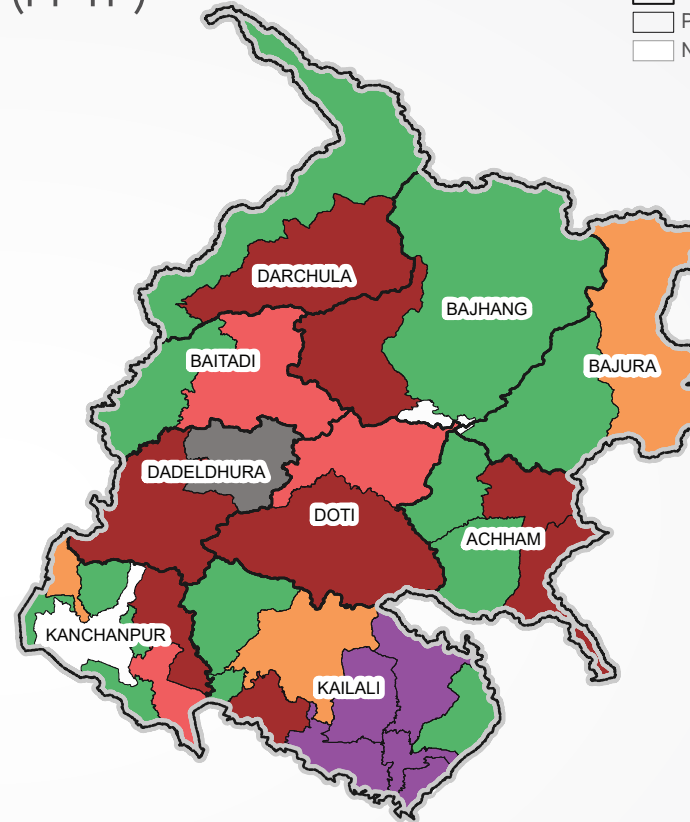 DARCHULA
BAJHANG
BAITADI
BAJURA
DADELDHURA
DOTI
ACHHAM
KANCHANPUR
KAILALI